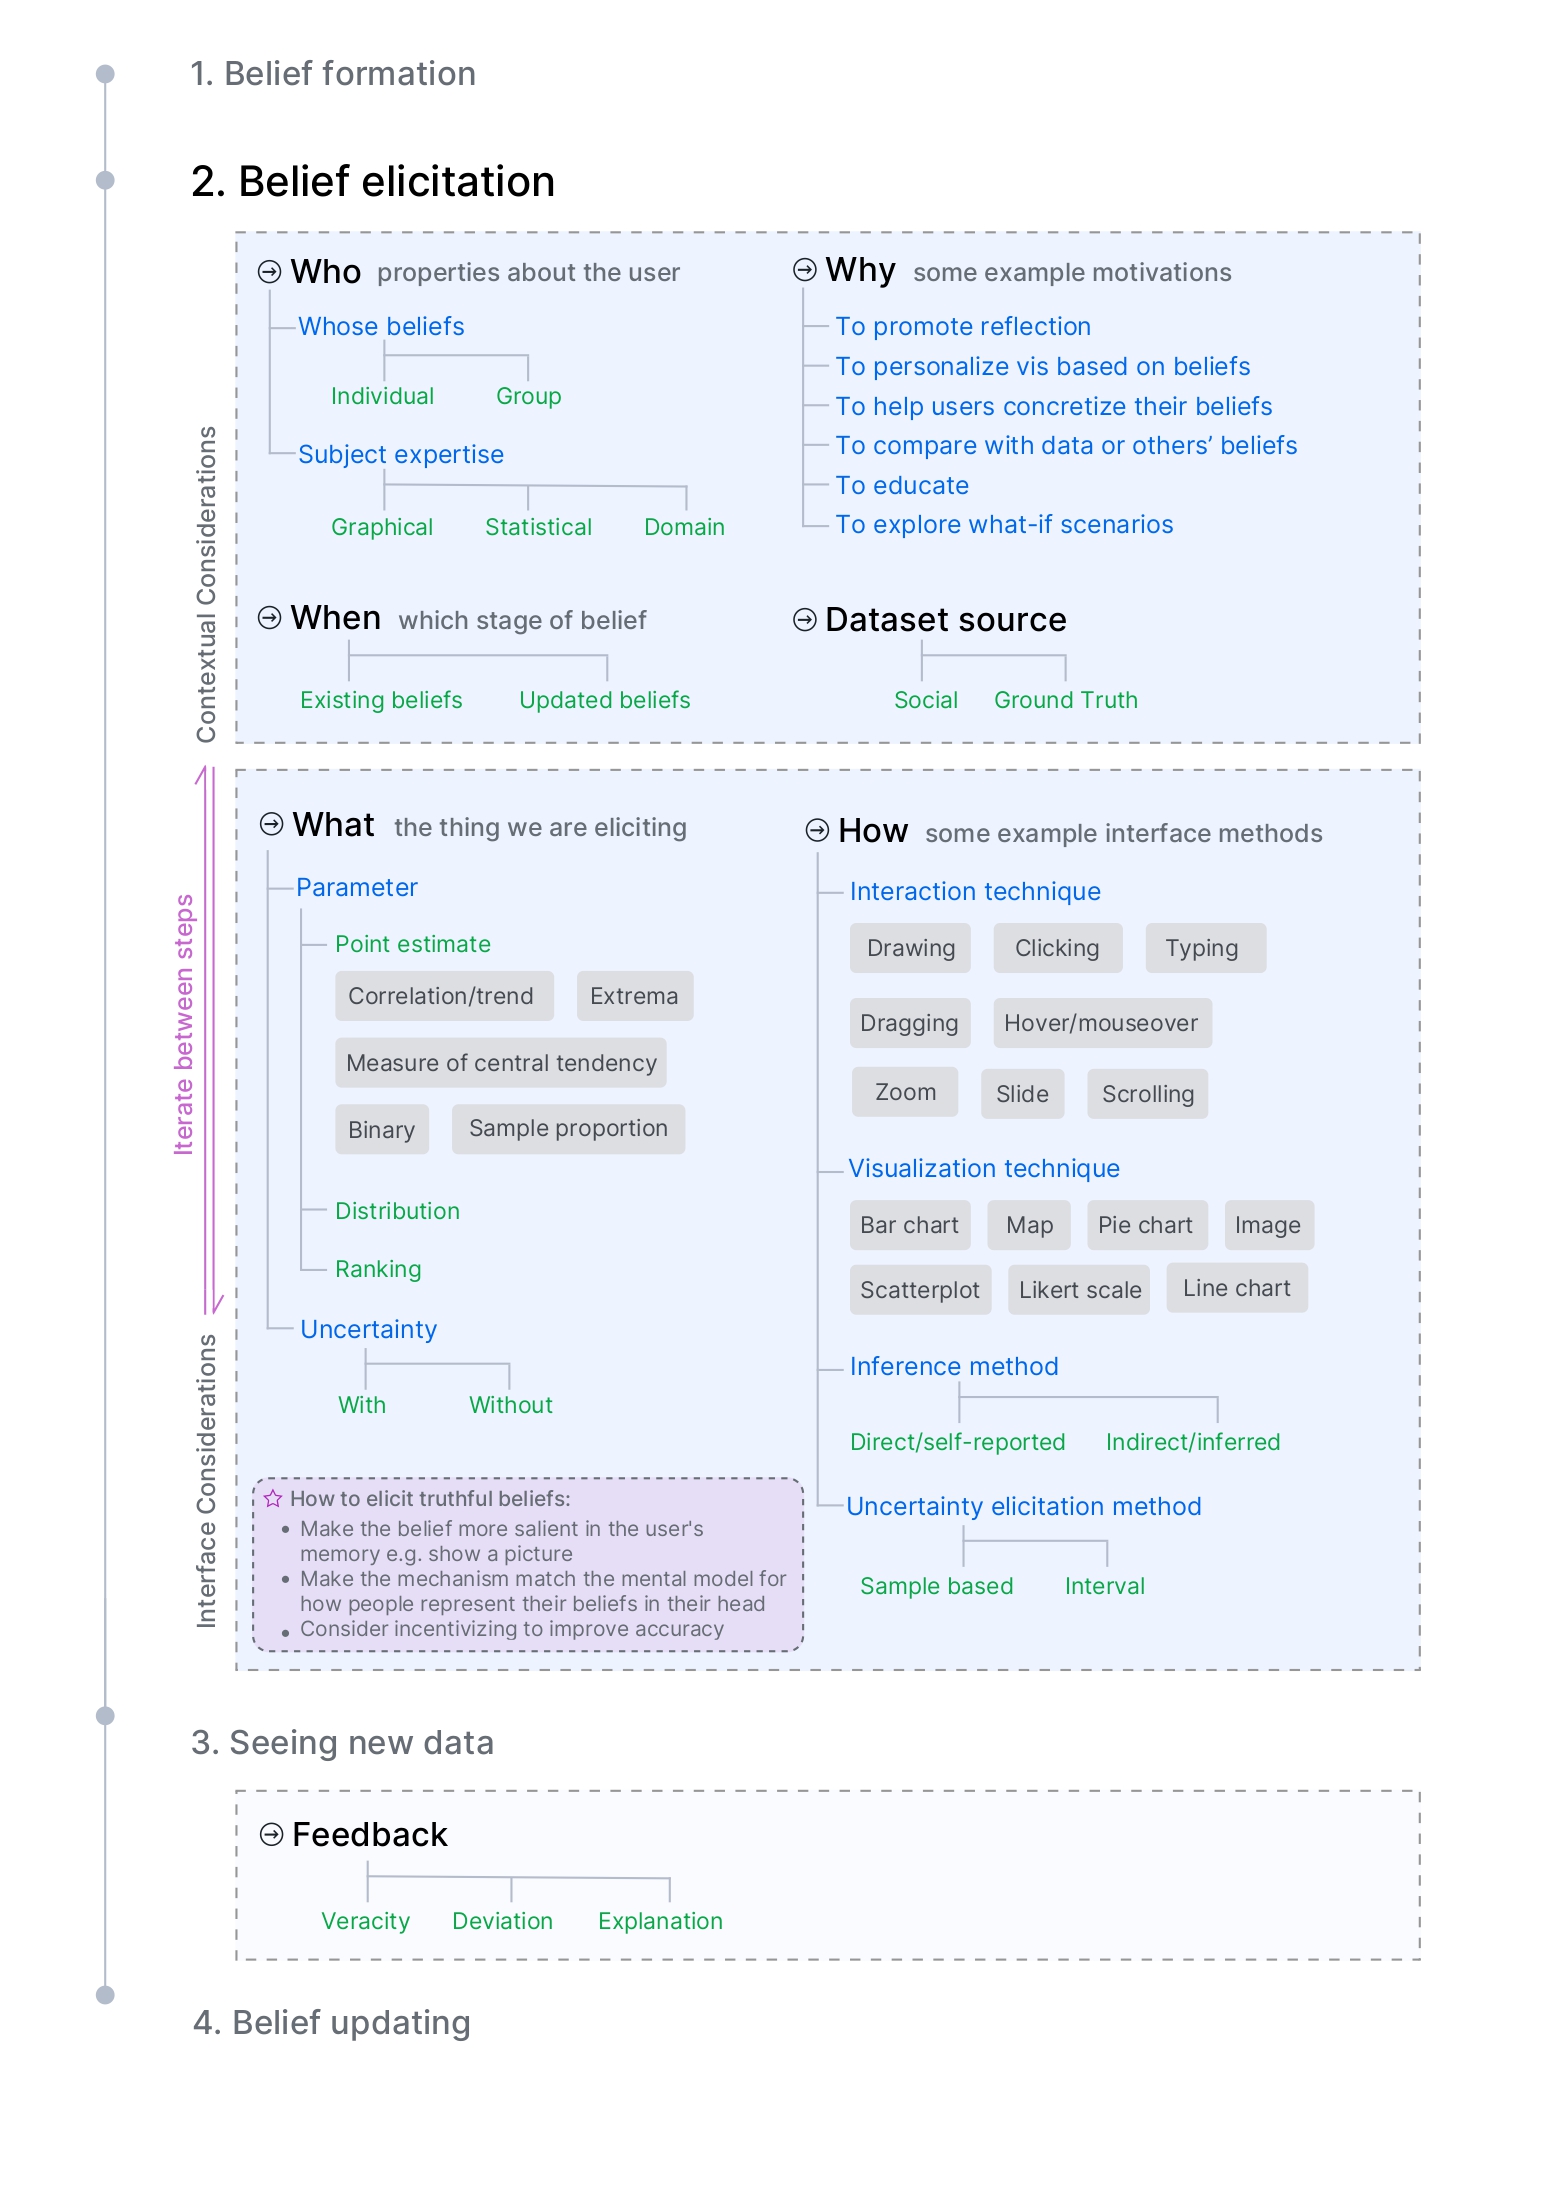 1. Belief formation
2. Belief elicitation
Contextual Considerations
Who properties about the user
Whose beliefs
Individual Group
Subject expertise
Graphical Statistical Domain
Why some example motivations
To promote reflection
To personalize vis based on beliefs
To help users concretize their beliefs
To compare with data or others’ beliefs
To educate
To explore what-if scenarios
When which stage of belief
Existing beliefs Updated beliefs
Dataset source
Social Ground Truth
Iterate between steps
Interface Considerations
What the thing we are eliciting
Parameter
Point estimate
Correlation/trend Extrema
Measure of central tendency
Binary Sample proportion
Distribution
Ranking
Uncertainty
With Without
How to elicit truthful beliefs:
• Make the belief more salient in the user's
memory e.g. show a picture
• Make the mechanism match the mental model for
how people represent their beliefs in their head
• Consider incentivizing to improve accuracy
How some example interface methods
Interaction technique
Drawing Clicking Typing
Dragging Hover/mouseover
Zoom Slide Scrolling
Visualization technique
Bar chart Map Pie chart Image
Scatterplot Likert scale Line chart
Inference method
Direct/self-reported Indirect/inferred
Uncertainty elicitation method
Sample based Interval
3. Seeing new data
Feedback
Veracity Deviation Explanation
4. Belief updating